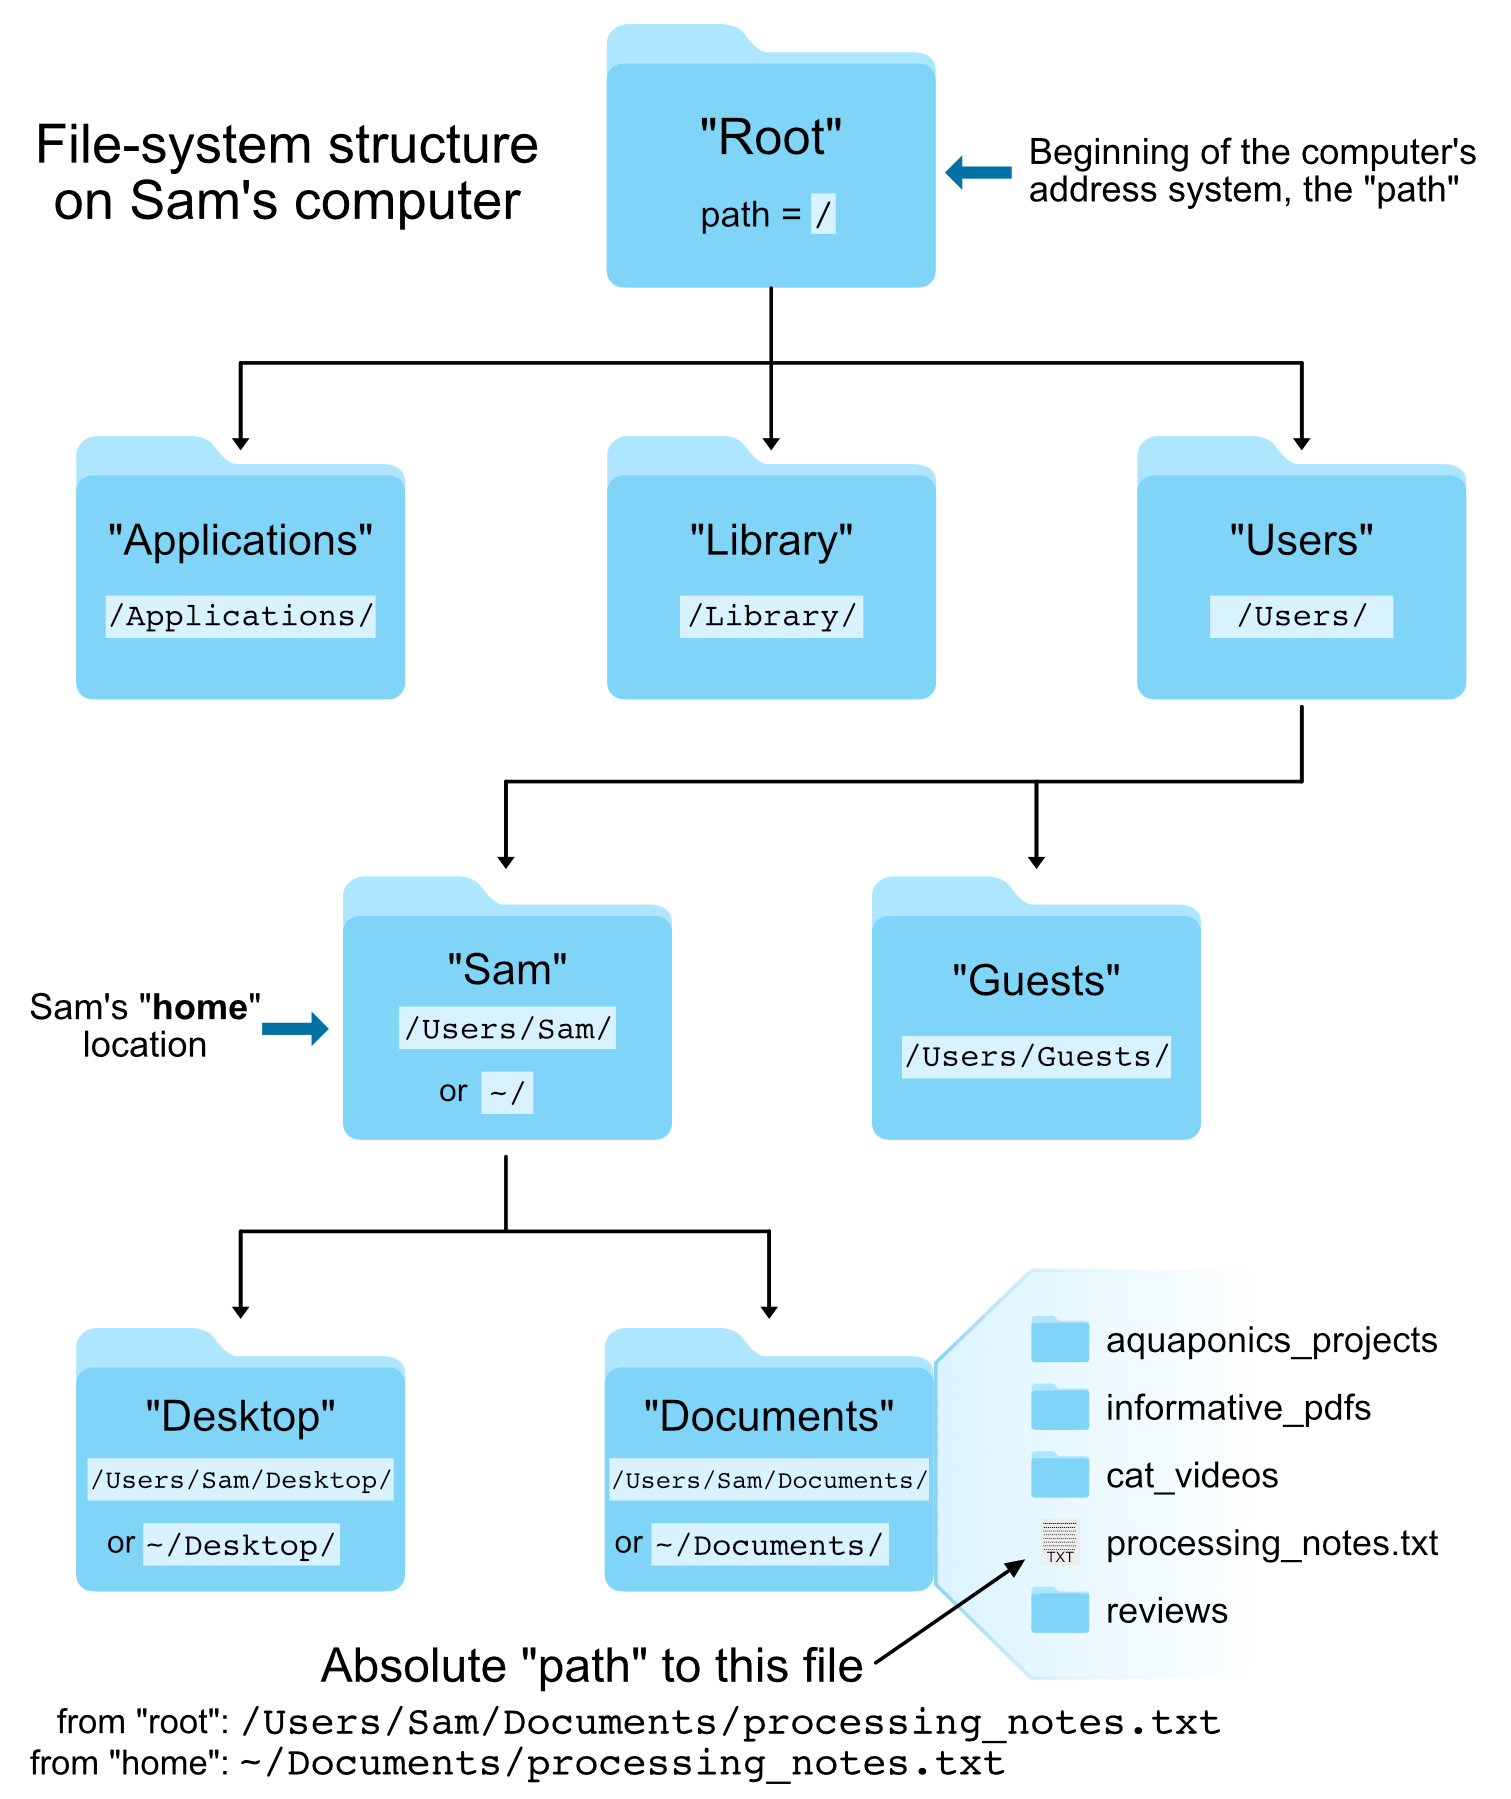 File-system structure
on Sam's computer
"Root"
path = /
Beginning of the computer's
address system, the "path"
"Applications"
/Applications/
"Library"
/Library/
"Users"
/Users/
Sam's "home"
location
"Sam"
/Users/Sam/
or ~/
"Guests"
/Users/Guests/
"Desktop"
/Users/Sam/Desktop/
or ~/Desktop/
"Documents"
/Users/Sam/Documents/
or ~/Documents/
aquaponics_projects
informative_pdfs
cat_videos
TXT processing_notes.txt
reviews
Absolute "path" to this file
from "root": /Users/Sam/Documents/processing_notes.txt
from "home": ~/Documents/processing_notes.txt